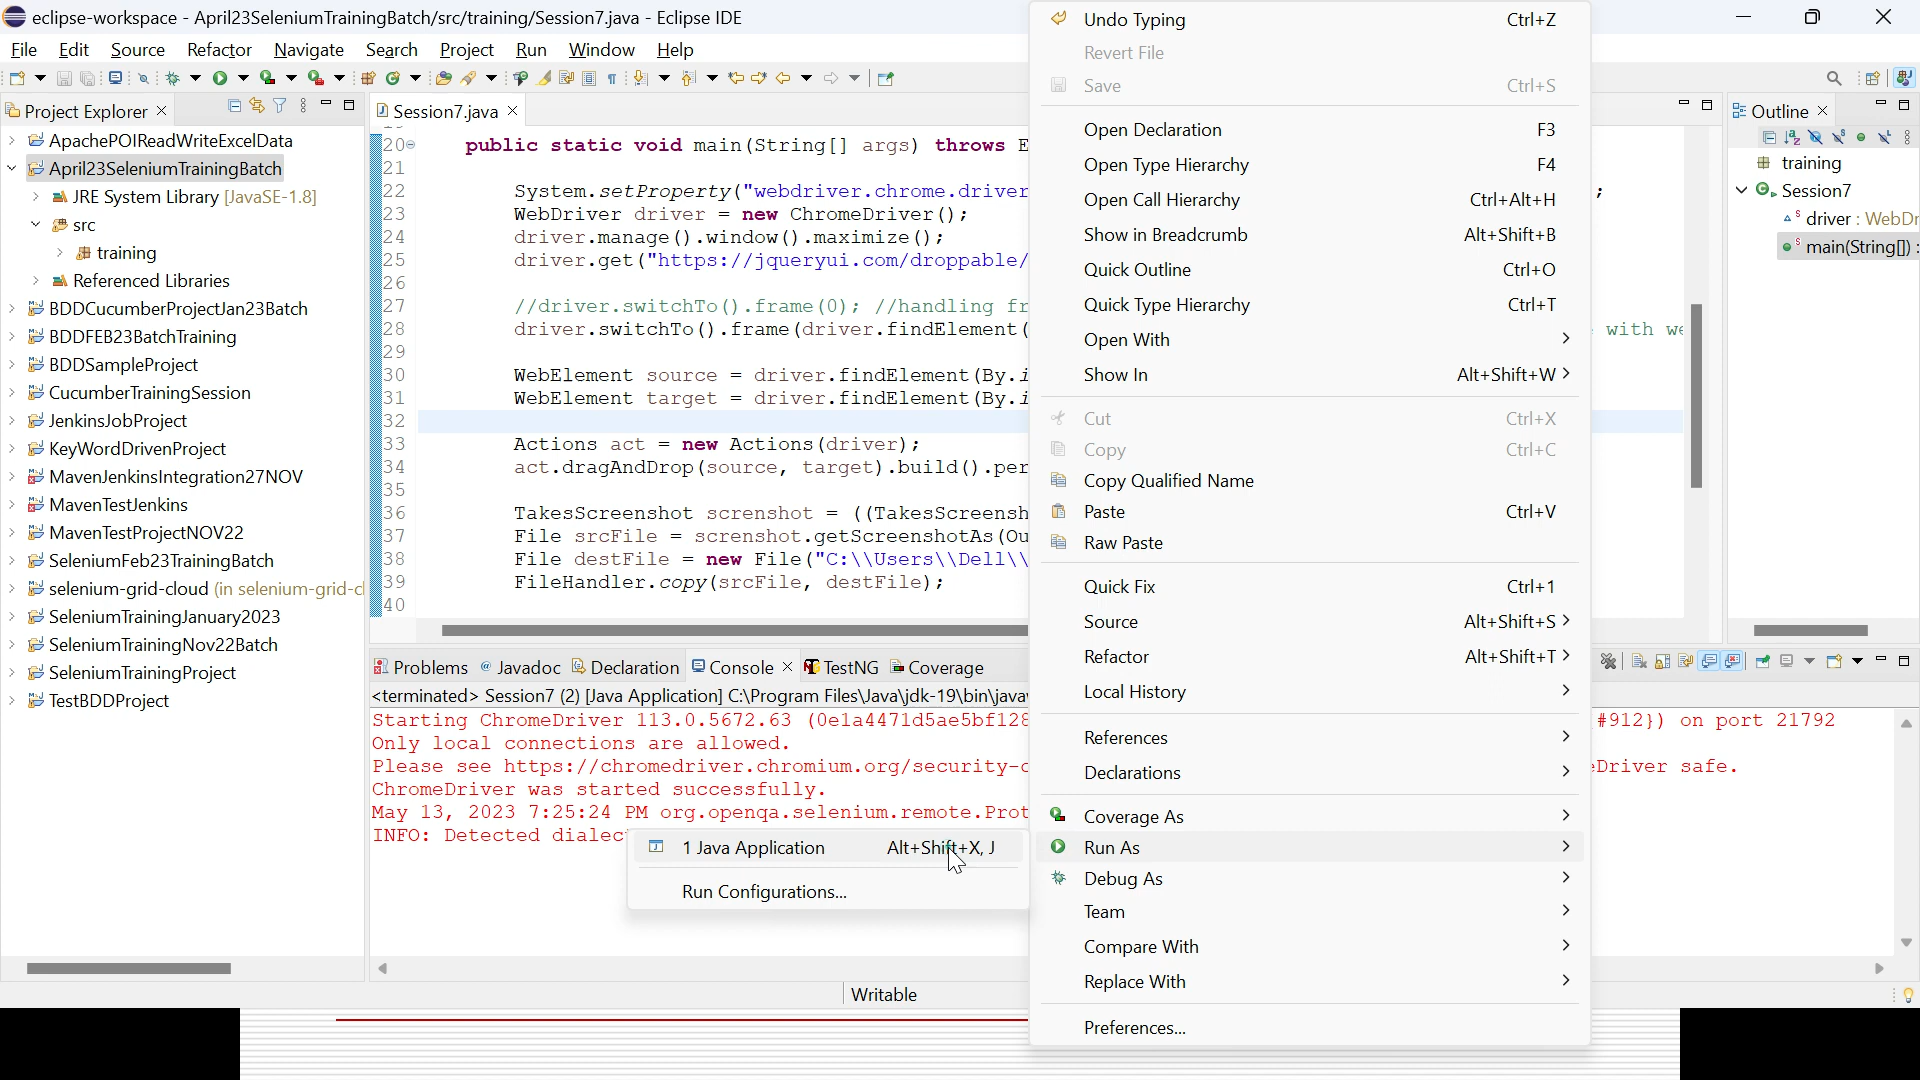 eclipse-workspace - April23SeleniumTrainingBatch/src/training/Session7.java - Eclipse IDE
File Edit Source Refactor Navigate Search Project Run Window Help
Project Explorer
ApachePOIReadWriteExcelData
April23SeleniumTrainingBatch
JRE System Library [JavaSE-1.8]
src
training
Referenced Libraries
BDDCucumberProjectJan23Batch
BDDFEB23BatchTraining
BDDSampleProject
CucumberTrainingSession
JenkinsJobProject
KeyWordDrivenProject
MavenJenkinsIntegration27NOV
MavenTestJenkins
MavenTestProjectNOV22
SeleniumFeb23TrainingBatch
selenium-grid-cloud (in selenium-grid-cl
SeleniumTrainingJanuary2023
SeleniumTrainingNov22Batch
SeleniumTrainingProject
TestBDDProject
Session7.java
20 public static void main(String[] args) throws E
21
22 System.setProperty("webdriver.chrome.driver ;
23 WebDriver driver = new ChromeDriver();
24 driver.manage().window().maximize();
25 driver.get("https://jqueryui.com/droppable/
26
27 //driver.switchTo().frame(0); //handling fr
28 driver.switchTo().frame(driver.findElement( with we
29
30 WebElement source = driver.findElement(By.i
31 WebElement target = driver.findElement(By.i
32
33 Actions act = new Actions(driver);
34 act.dragAndDrop(source, target).build().per
35
36 TakesScreenshot screnshot = ((TakesScreensh
37 File srcFile = screnshot.getScreenshotAs(Ou
38 File destFile = new File("C:\\Users\\Dell\\
39 FileHandler.copy(srcFile, destFile);
40
Problems Javadoc Declaration Console TestNG Coverage
<terminated> Session7 (2) [Java Application] C:\Program Files\Java\jdk-19\bin\java
Starting ChromeDriver 113.0.5672.63 (0e1a4471d5ae5bf128 #912}) on port 21792
Only local connections are allowed.
Please see https://chromedriver.chromium.org/security-c eDriver safe.
ChromeDriver was started successfully.
May 13, 2023 7:25:24 PM org.openqa.selenium.remote.Prot
INFO: Detected dialec
1 Java Application Alt+Shift+X, J
Run Configurations...
Writable
Undo Typing Ctrl+Z
Revert File
Save Ctrl+S
Open Declaration F3
Open Type Hierarchy F4
Open Call Hierarchy Ctrl+Alt+H
Show in Breadcrumb Alt+Shift+B
Quick Outline Ctrl+O
Quick Type Hierarchy Ctrl+T
Open With
Show In Alt+Shift+W
Cut Ctrl+X
Copy Ctrl+C
Copy Qualified Name
Paste Ctrl+V
Raw Paste
Quick Fix Ctrl+1
Source Alt+Shift+S
Refactor Alt+Shift+T
Local History
References
Declarations
Coverage As
Run As
Debug As
Team
Compare With
Replace With
Preferences...
Outline
training
Session7
driver : WebDr
main(String[]) :